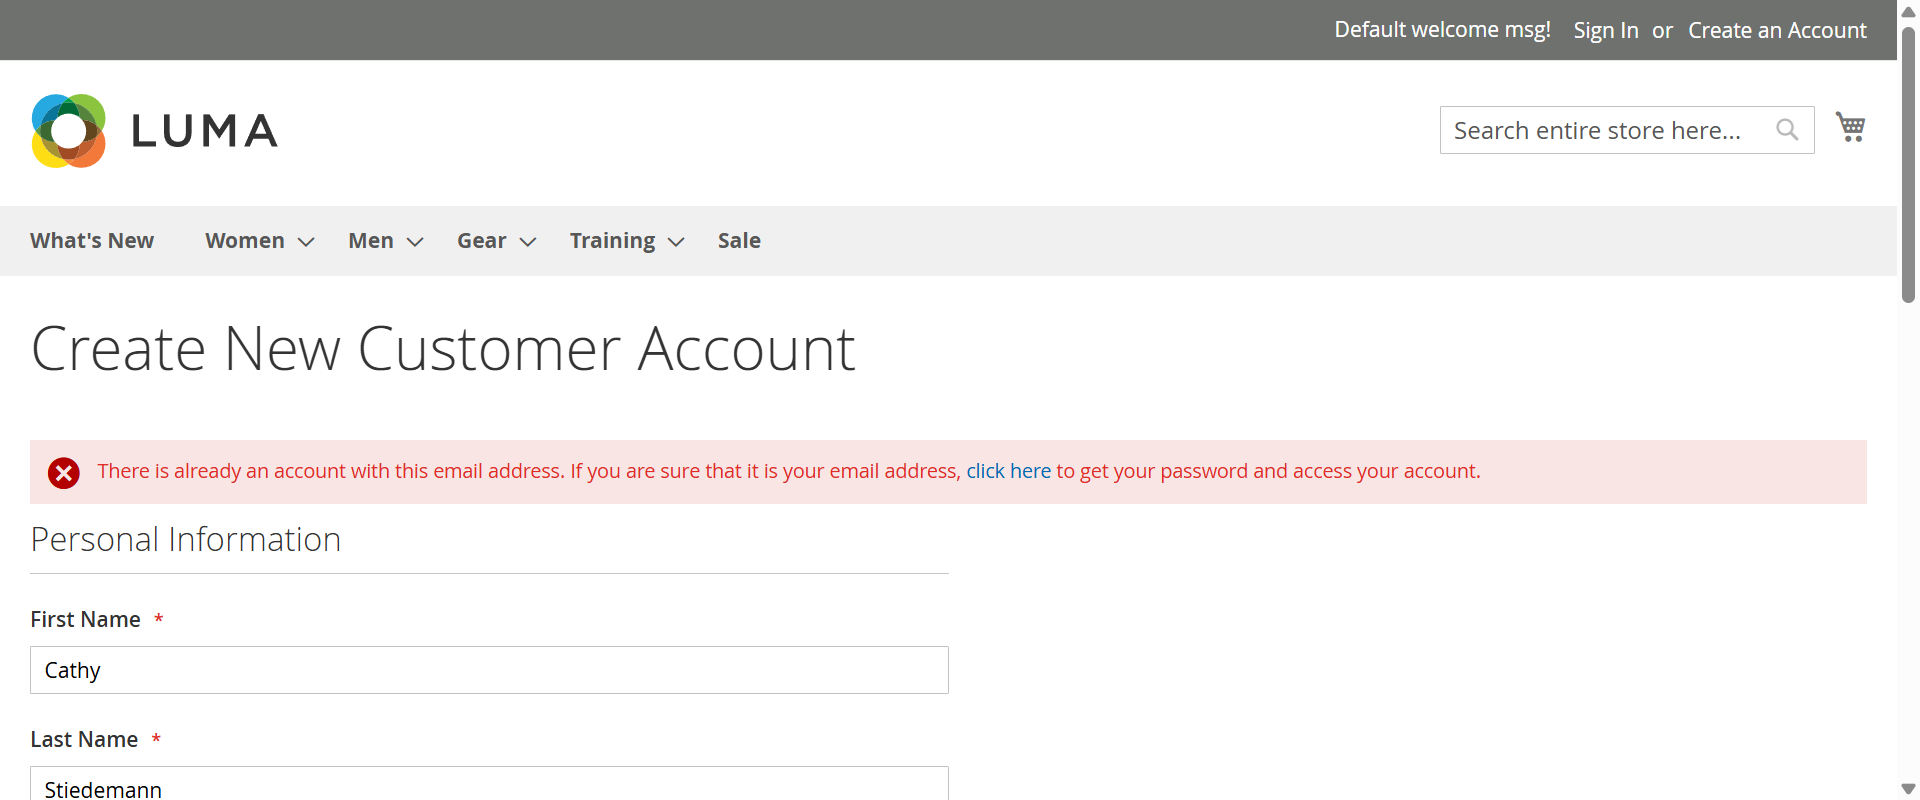 Default welcome msg! Sign In or Create an Account
LUMA
Search entire store here...
What's New Women Men Gear Training Sale
Create New Customer Account
There is already an account with this email address. If you are sure that it is your email address, click here to get your password and access your account.
Personal Information
First Name *
Cathy
Last Name *
Stiedemann